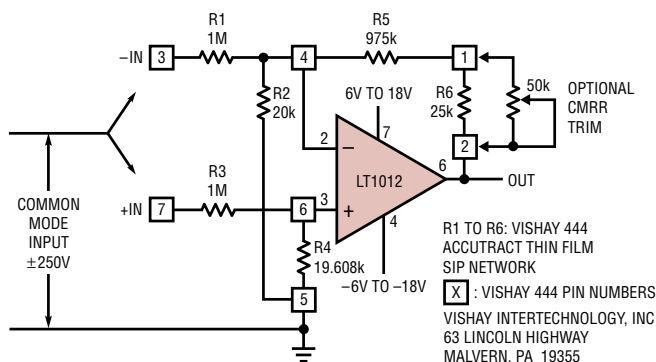 R1
1M
R5
975k
–IN
3
4
1
R2
20k
R6
25k
50k
OPTIONAL
CMRR
TRIM
6V TO 18V
7
2
–
2
6
LT1012
OUT
COMMON
MODE
INPUT
±250V
R3
1M
+IN
7
6
3
+
4
R4
19.608k
–6V TO –18V
5
R1 TO R6: VISHAY 444
ACCUTRACT THIN FILM
SIP NETWORK
X : VISHAY 444 PIN NUMBERS
VISHAY INTERTECHNOLOGY, INC
63 LINCOLN HIGHWAY
MALVERN, PA 19355